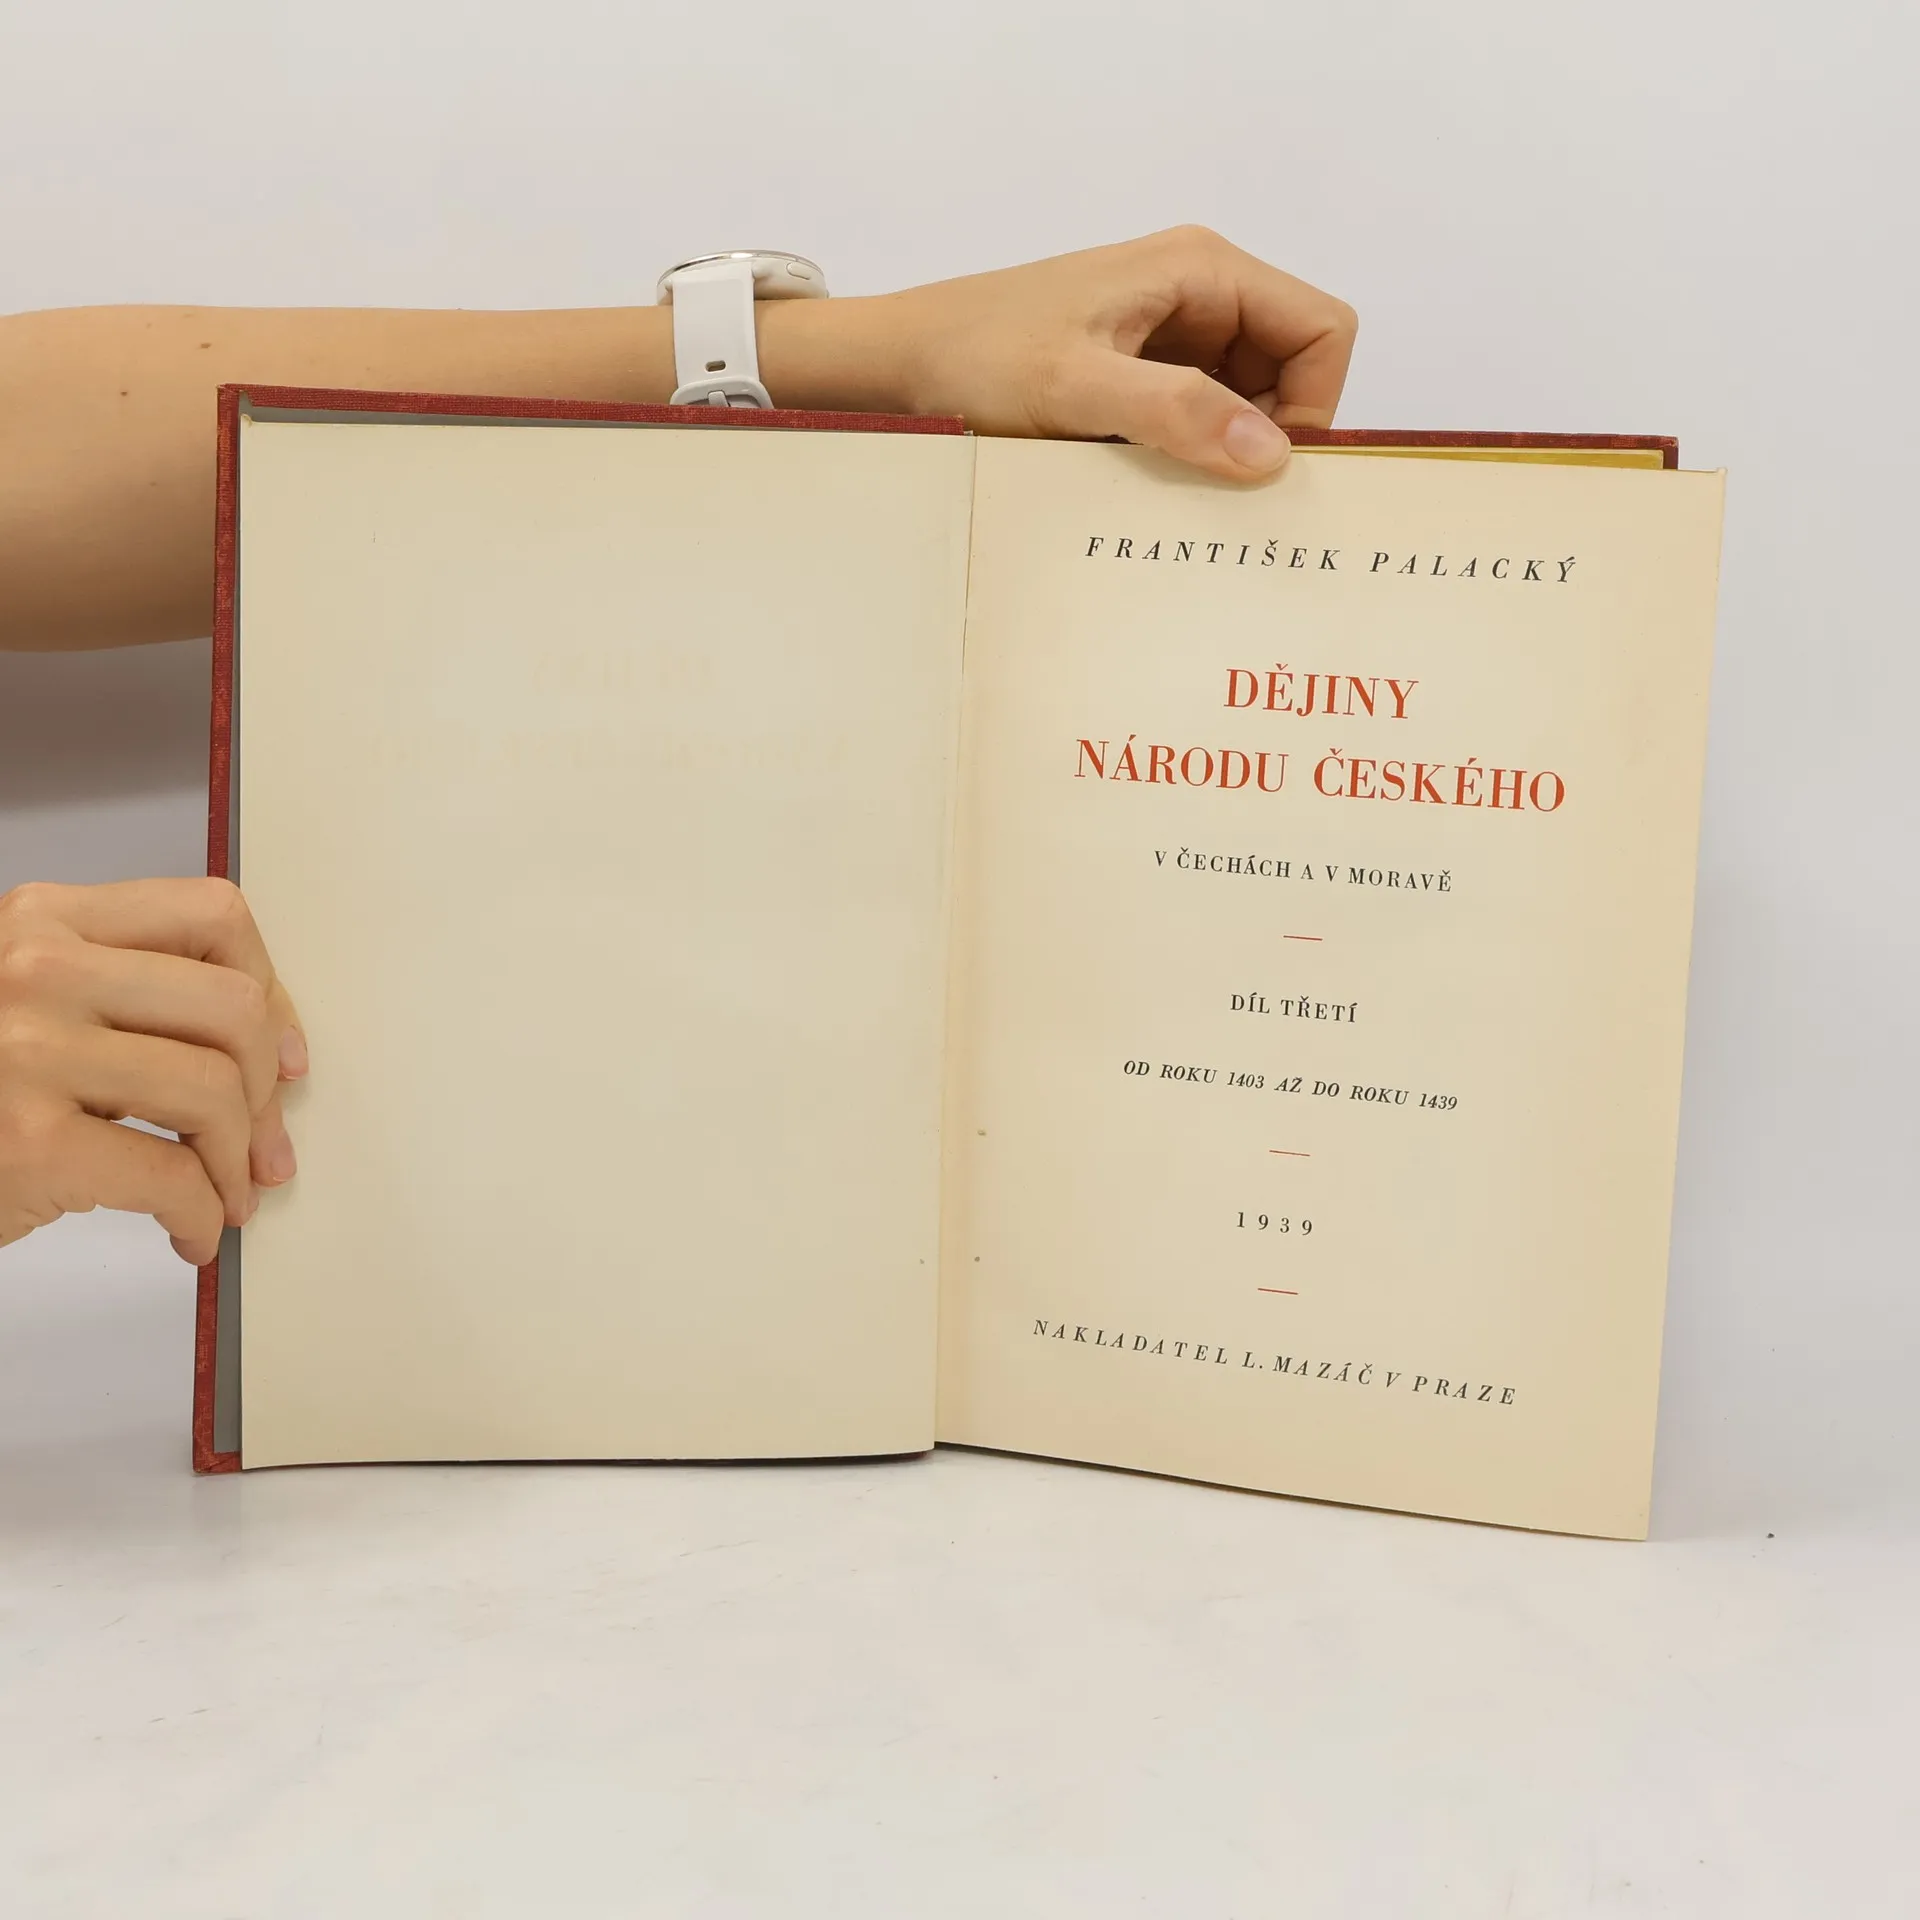 FRANTIŠEK PALACKÝ
DĚJINY
NÁRODU ČESKÉHO
V ČECHÁCH A V MORAVĚ
DÍL TŘETÍ
OD ROKU 1403 AŽ DO ROKU 1439
1939
NAKLADATEL L. MAZÁČ V PRAZE